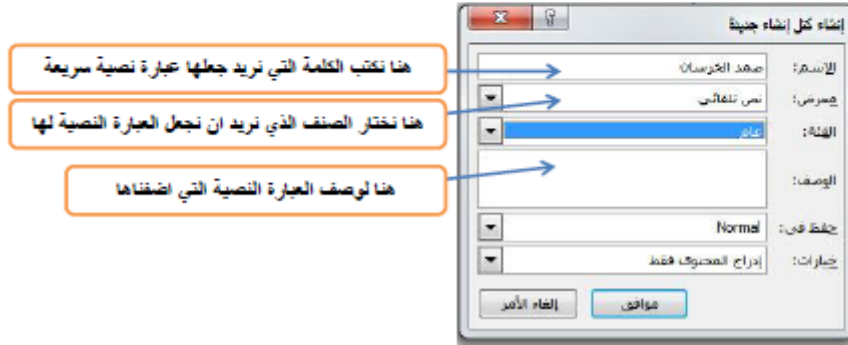 إنشاء كتل إنشاء جديدة
الاسم: صهد الخرسان
معرض: نص تلقائي
الفئة: عام
الوصف:
حفظ في: Normal
خيارات: إدراج المحتوى فقط
موافق
إلغاء الأمر
هنا نكتب الكلمة التي نريد جعلها عبارة نصية سريعة
هنا نختار الصنف الذي نريد ان نجعل العبارة النصية لها
هنا لوصف العبارة النصية التي اضفناها